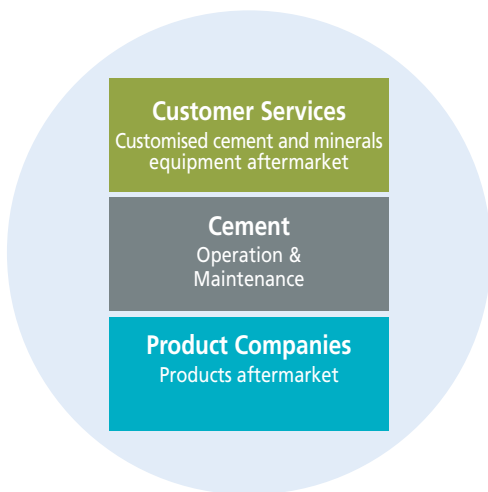 Customer Services
Customised cement and minerals
equipment aftermarket
Cement
Operation &
Maintenance
Product Companies
Products aftermarket